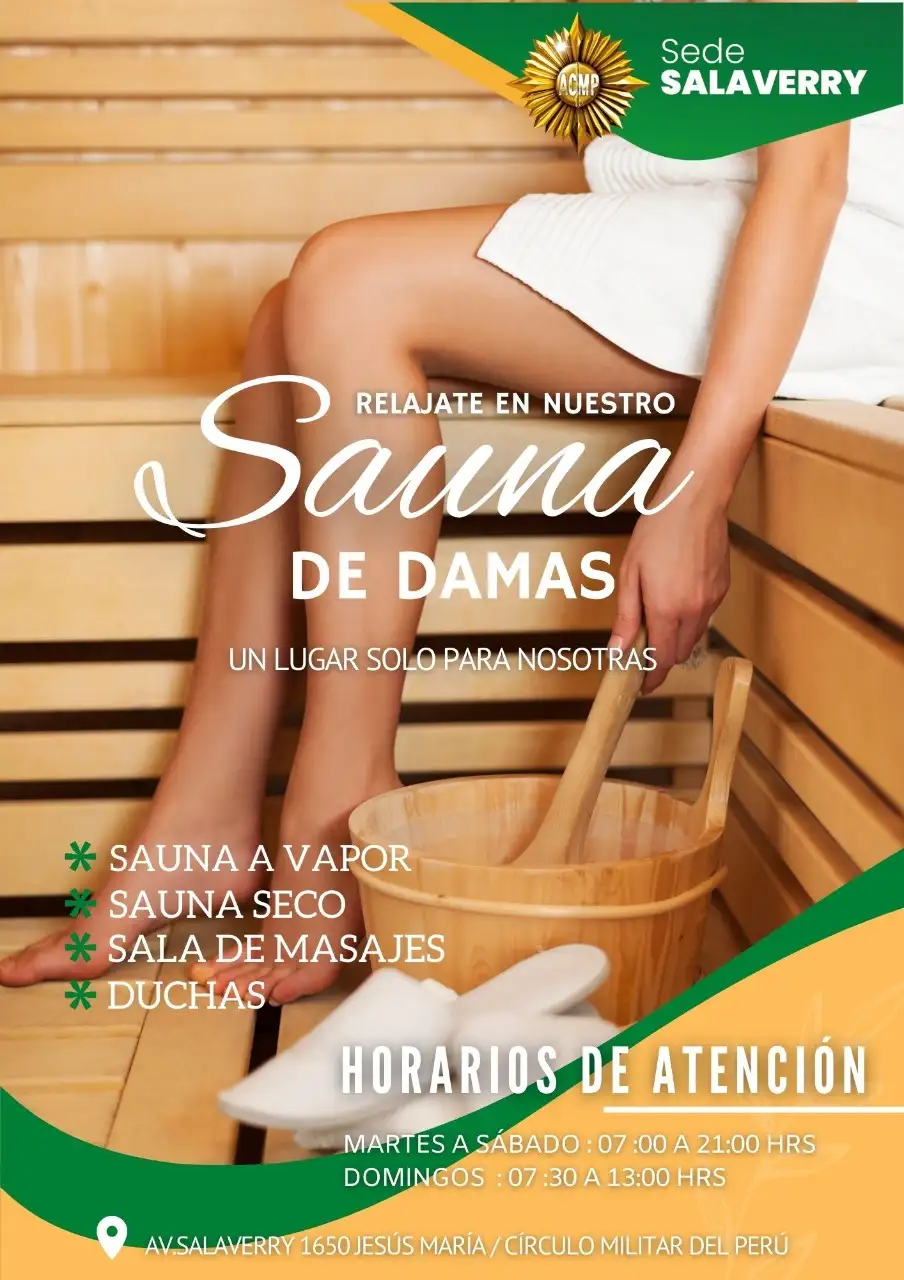 ACMP
Sede
SALAVERRY
RELAJATE EN NUESTRO
Sauna
DE DAMAS
UN LUGAR SOLO PARA NOSOTRAS
SAUNA A VAPOR
SAUNA SECO
SALA DE MASAJES
DUCHAS
HORARIOS DE ATENCIÓN
MARTES A SÁBADO : 07 :00 A 21:00 HRS
DOMINGOS : 07 :30 A 13:00 HRS
AV.SALAVERRY 1650 JESÚS MARÍA / CÍRCULO MILITAR DEL PERÚ